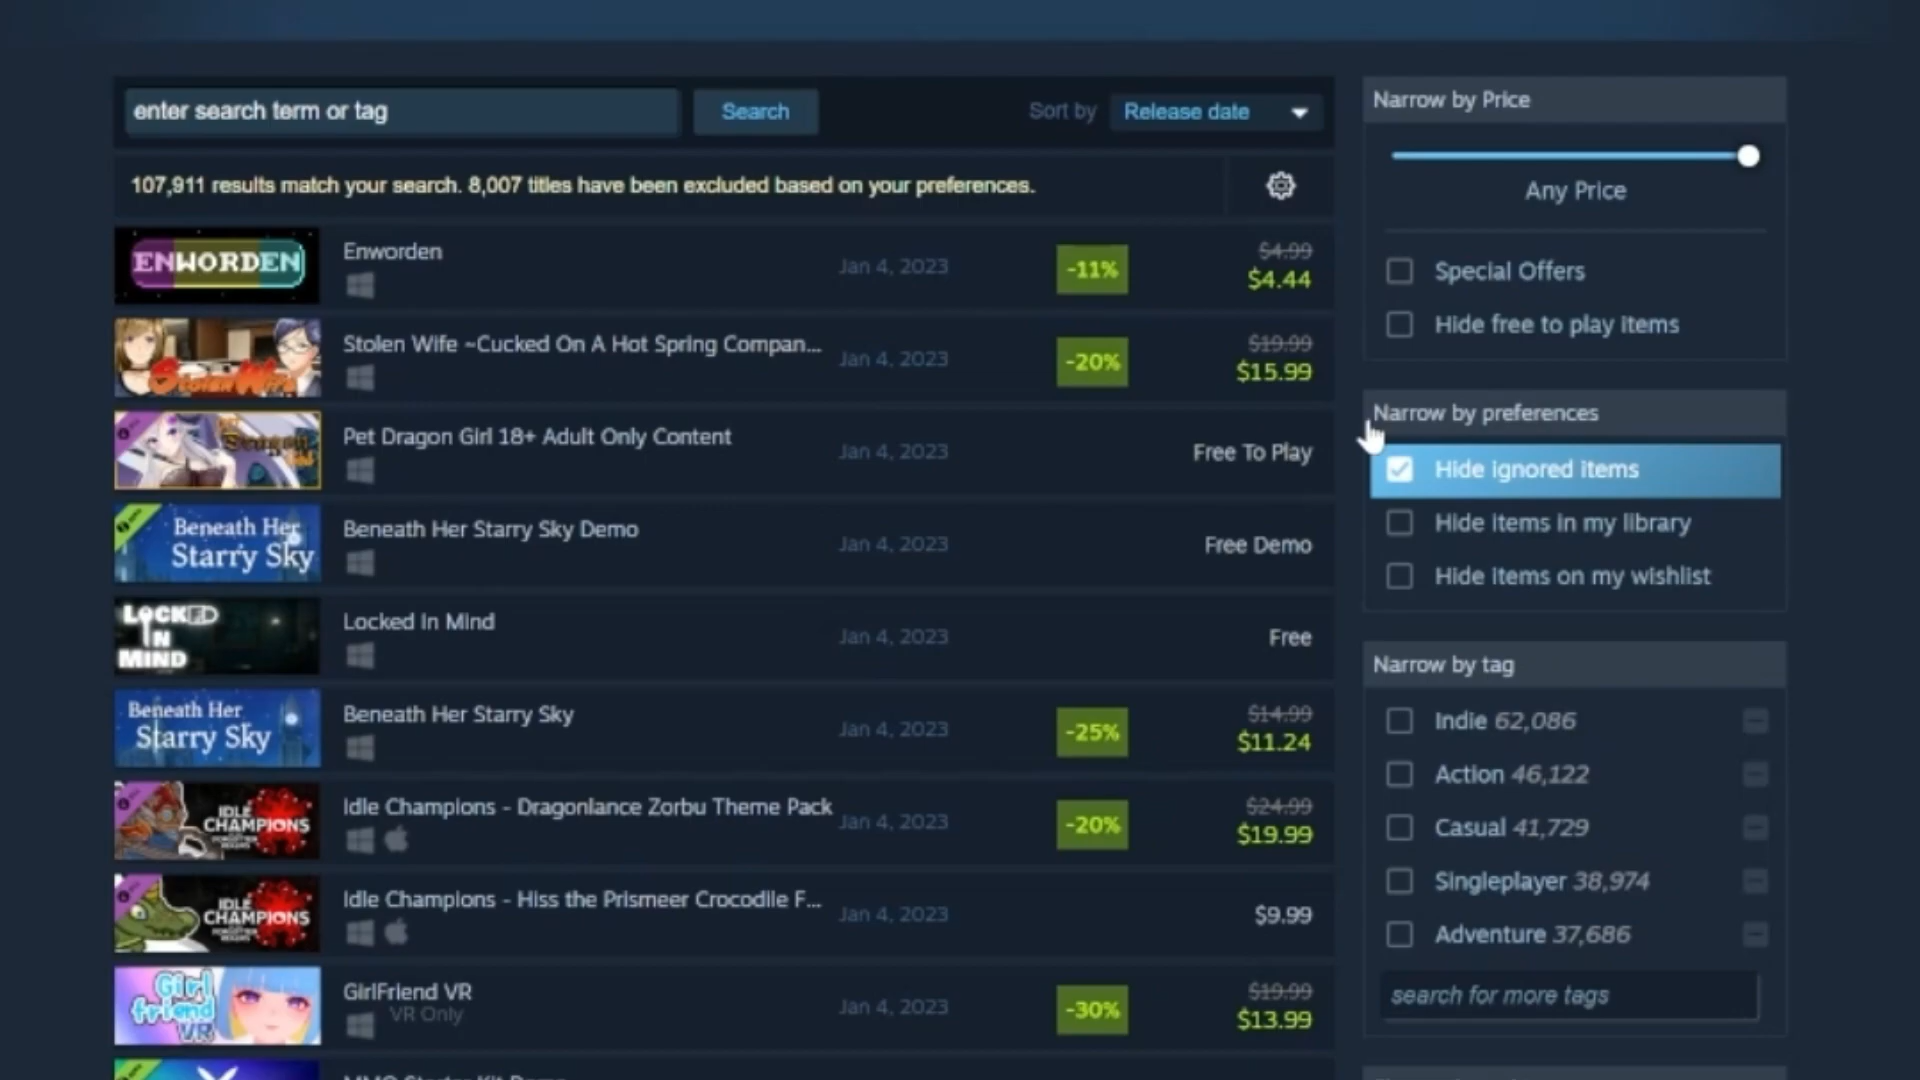 enter search term or tag
Search
Sort by
Release date
107,911 results match your search. 8,007 titles have been excluded based on your preferences.
ENWORDEN
Enworden
Jan 4, 2023
-11%
$4.99
$4.44
Stolen Wife
Stolen Wife ~Cucked On A Hot Spring Compan...
Jan 4, 2023
-20%
$19.99
$15.99
Dragon
Pet Dragon Girl 18+ Adult Only Content
Jan 4, 2023
Free To Play
Beneath Her
Starry Sky
Beneath Her Starry Sky Demo
Jan 4, 2023
Free Demo
LOCKED
IN
MIND
Locked In Mind
Jan 4, 2023
Free
Beneath Her
Starry Sky
Beneath Her Starry Sky
Jan 4, 2023
-25%
$14.99
$11.24
IDLE
CHAMPIONS
Idle Champions - Dragonlance Zorbu Theme Pack
Jan 4, 2023
-20%
$24.99
$19.99
IDLE
CHAMPIONS
Idle Champions - Hiss the Prismeer Crocodile F...
Jan 4, 2023
$9.99
Girl
friend
VR
GirlFriend VR
VR Only
Jan 4, 2023
-30%
$19.99
$13.99
Narrow by Price
Any Price
Special Offers
Hide free to play items
Narrow by preferences
Hide ignored items
Hide items in my library
Hide items on my wishlist
Narrow by tag
Indie 62,086
Action 46,122
Casual 41,729
Singleplayer 38,974
Adventure 37,686
search for more tags